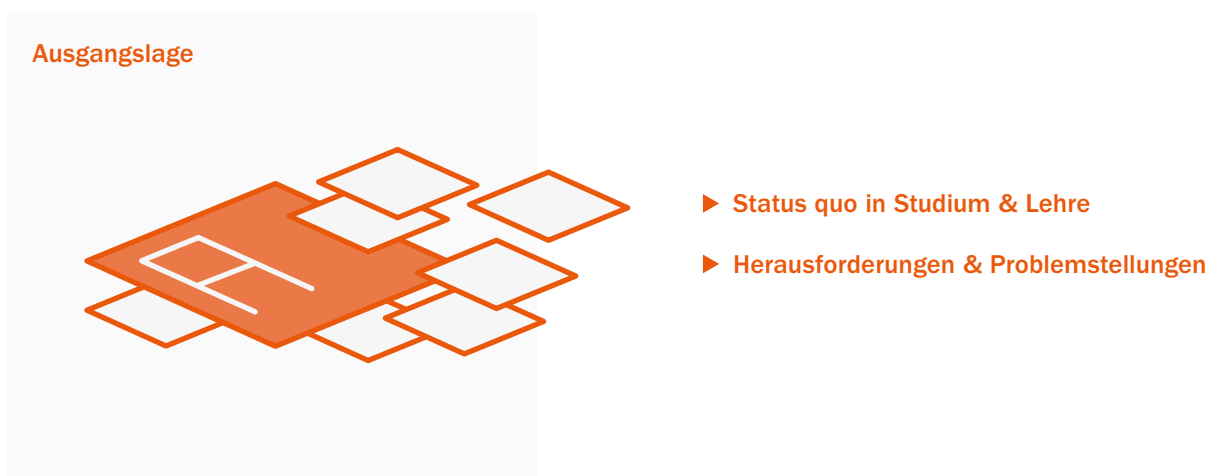 Ausgangslage
A
Status quo in Studium & Lehre
Herausforderungen & Problemstellungen